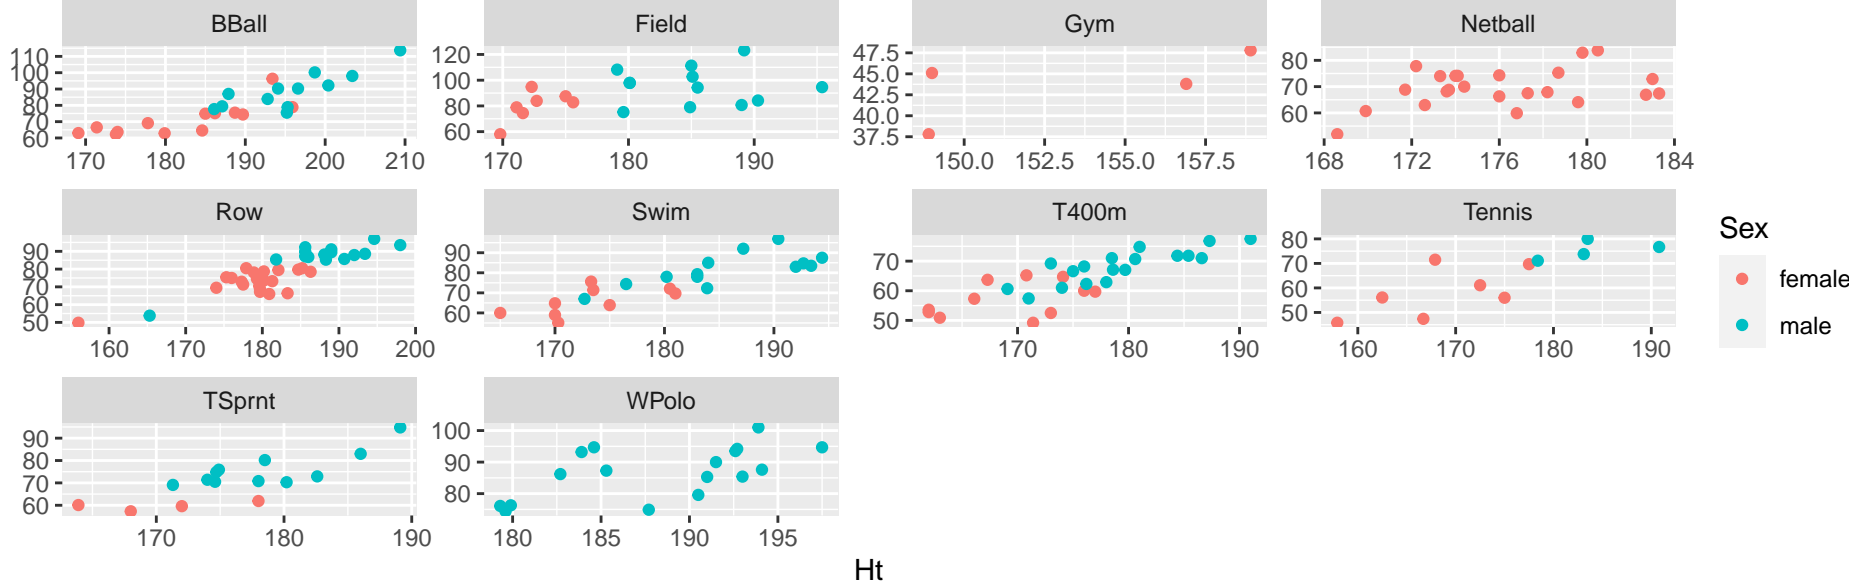 BBall Field Gym Netball
110
100
90
80
70
60
170 180 190 200 210
120
100
80
60
170 180 190
47.5
45.0
42.5
40.0
37.5
150.0 152.5 155.0 157.5
80
70
60
168 172 176 180 184
Row Swim T400m Tennis
90
80
70
60
50
160 170 180 190 200
90
80
70
60
170 180 190
70
60
50
170 180 190
80
70
60
50
160 170 180 190
Sex
female
male
TSprnt WPolo
90
80
70
60
170 180 190
100
90
80
180 185 190 195
Ht